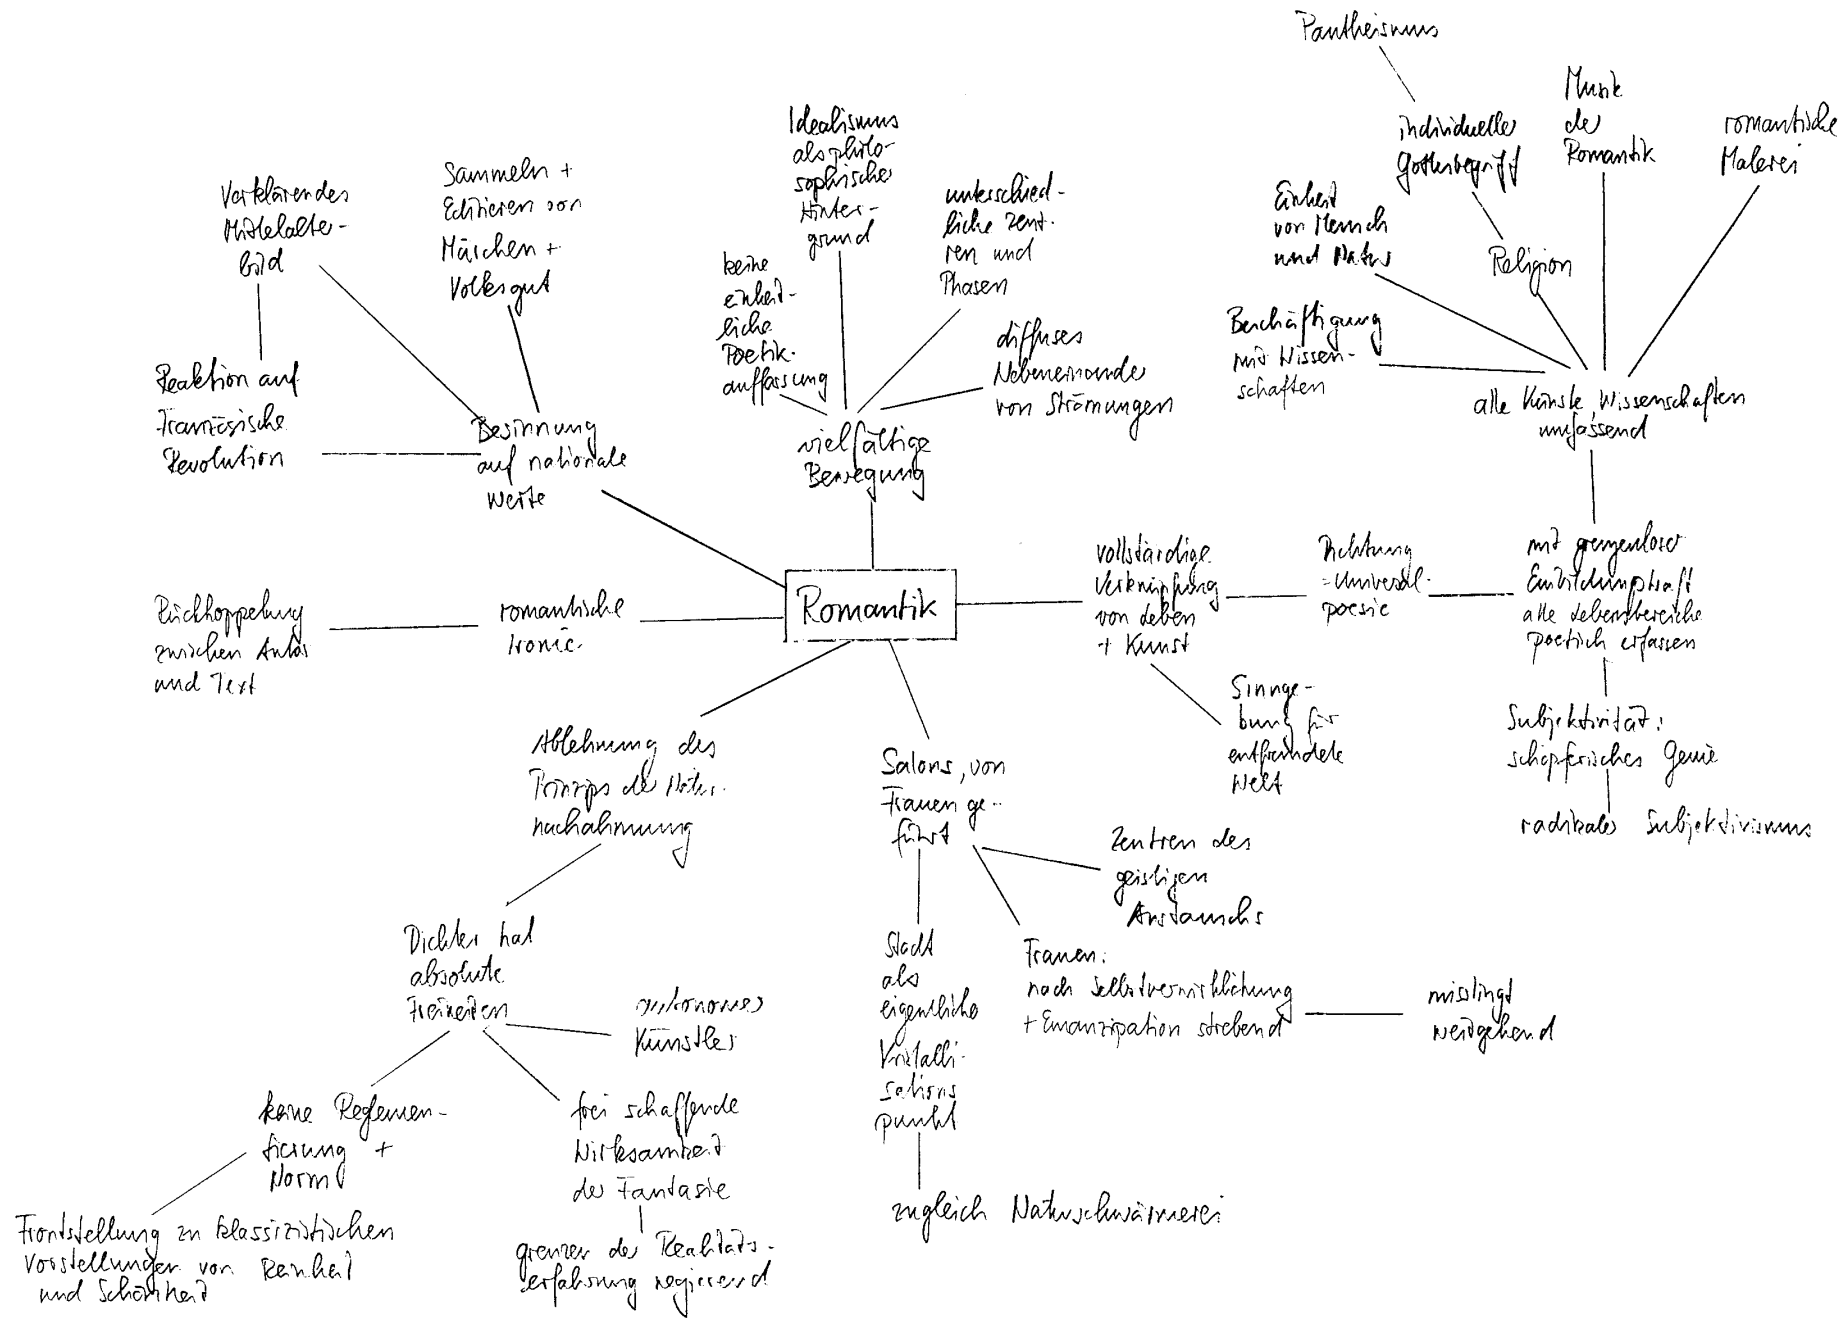 Pantheismus
individueller
Gottesbegriff
Religion
Musik
der
Romantik
romantische
Malerei
Einheit
von Mensch
und Natur
Beschäftigung
mit Wissen-
schaften
alle Künste, Wissenschaften
umfassend
Idealismus
als philo-
sophischer
Hinter-
grund
unterschied-
liche Zent-
ren und
Phasen
keine
einheit-
liche
Poetik-
auffassung
diffuses
Nebeneinander
von Strömungen
vielfältige
Bewegung
Verklärendes
Mittelalter-
bild
Sammeln +
Editieren von
Märchen +
Volksgut
Reaktion auf
Französische
Revolution
Besinnung
auf nationale
Werte
Romantik
vollständige
Verknüpfung
von Leben
+ Kunst
Dichtung
= Universal-
poesie
mit grenzenloser
Einbildungskraft
alle Lebensbereiche
poetisch erfassen
Rückkoppelung
zwischen Autor
und Text
romantische
Ironie
Sinnge-
bung für
entfremdete
Welt
Subjektivität:
schöpferisches Genie
radikaler Subjektivismus
Ablehnung des
Prinzips der Natur-
nachahmung
Salons, von
Frauen ge-
führt
Zentren des
geistigen
Austauschs
Dichter hat
absolute
Freiheiten
Stadt
als
eigentlicher
Kristalli-
sations
punkt
Frauen:
nach Selbstverwirklichung
+ Emanzipation strebend
misslingt
weitgehend
autonomer
Künstler
keine Reglemen-
tierung +
Norm
frei schaffende
Wirksamkeit
der Fantasie
zugleich Naturschwärmerei
Frontstellung zu klassizistischen
Vorstellungen von Reinheit
und Schönheit
grenzen der Realitäts-
erfahrung negierend